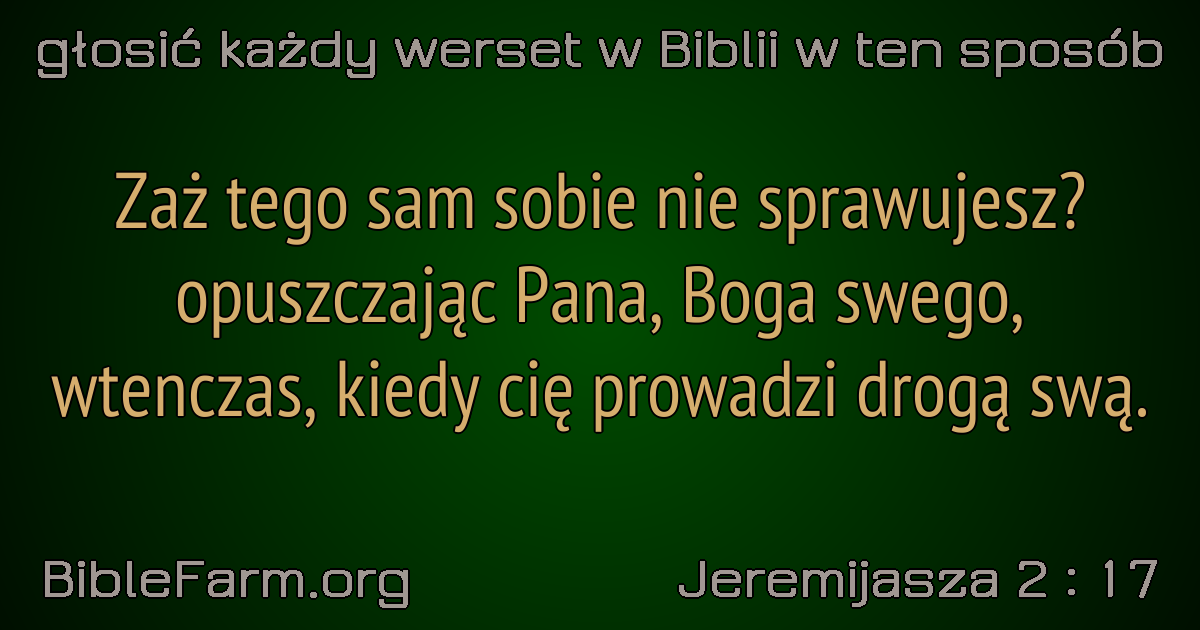 głosić każdy werset w Biblii w ten sposób
Zaż tego sam sobie nie sprawujesz?
opuszczając Pana, Boga swego,
wtenczas, kiedy cię prowadzi drogą swą.
BibleFarm.org
Jeremijasza 2 : 17